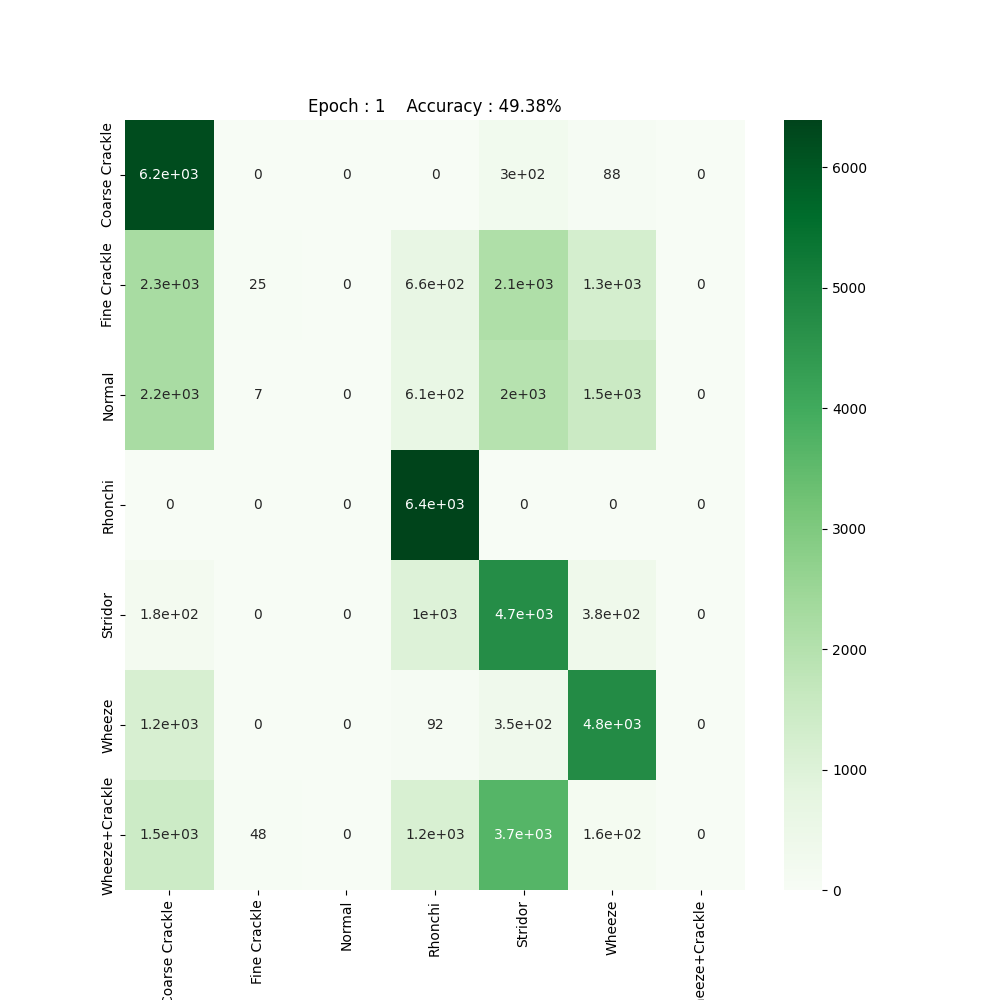 Epoch : 1    Accuracy : 49.38%
Coarse Crackle 6.2e+03 0 0 0 3e+02 88 0
Fine Crackle 2.3e+03 25 0 6.6e+02 2.1e+03 1.3e+03 0
Normal 2.2e+03 7 0 6.1e+02 2e+03 1.5e+03 0
Rhonchi 0 0 0 6.4e+03 0 0 0
Stridor 1.8e+02 0 0 1e+03 4.7e+03 3.8e+02 0
Wheeze 1.2e+03 0 0 92 3.5e+02 4.8e+03 0
Wheeze+Crackle 1.5e+03 48 0 1.2e+03 3.7e+03 1.6e+02 0
Crackle Fine Crackle Normal Rhonchi Stridor Wheeze eeze+Crackle
6000
5000
4000
3000
2000
1000
0